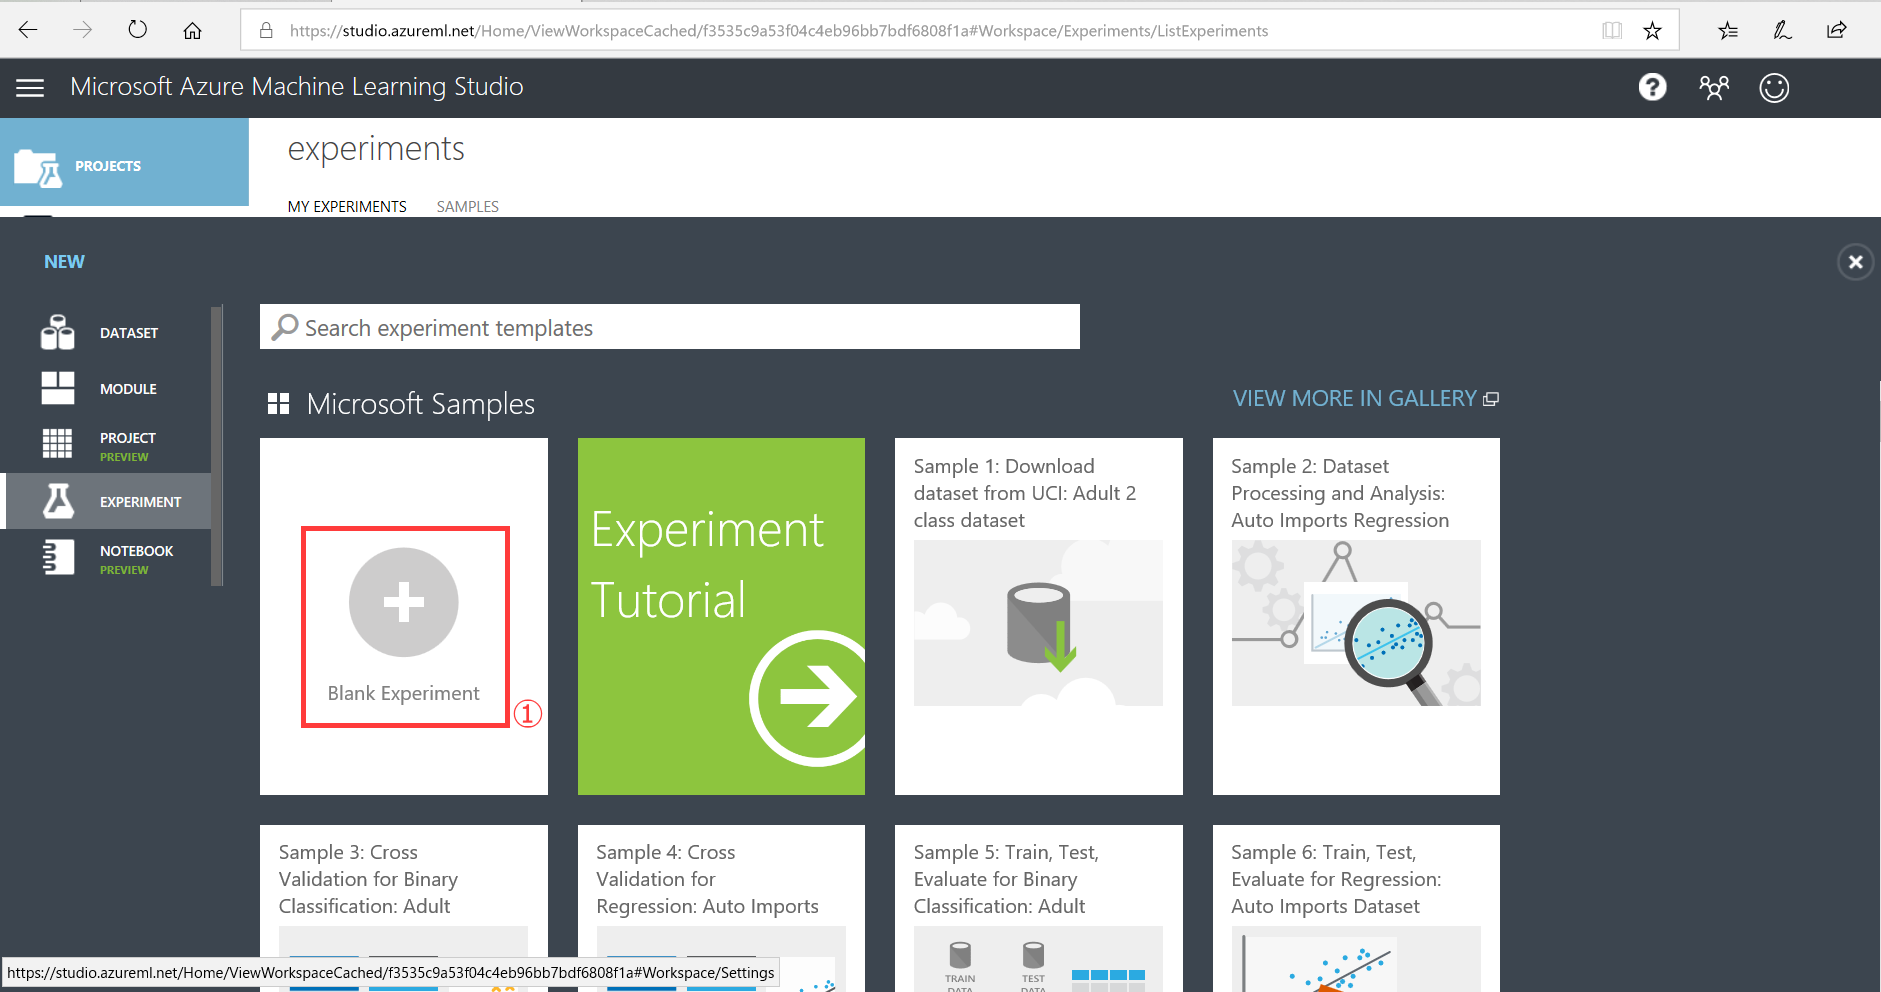 https://studio.azureml.net/Home/ViewWorkspaceCached/f3535c9a53f04c4eb96bb7bdf6808f1a#Workspace/Experiments/ListExperiments
Microsoft Azure Machine Learning Studio
?
PROJECTS
experiments
MY EXPERIMENTS SAMPLES
NEW
DATASET
MODULE
PROJECT
PREVIEW
EXPERIMENT
NOTEBOOK
PREVIEW
Search experiment templates
Microsoft Samples
VIEW MORE IN GALLERY
Blank Experiment
①
Experiment
Tutorial
Sample 1: Download
dataset from UCI: Adult 2
class dataset
Sample 2: Dataset
Processing and Analysis:
Auto Imports Regression
Sample 3: Cross
Validation for Binary
Classification: Adult
Sample 4: Cross
Validation for
Regression: Auto Imports
Sample 5: Train, Test,
Evaluate for Binary
Classification: Adult
TRAIN
DATA
TEST
DATA
Sample 6: Train, Test,
Evaluate for Regression:
Auto Imports Dataset
https://studio.azureml.net/Home/ViewWorkspaceCached/f3535c9a53f04c4eb96bb7bdf6808f1a#Workspace/Settings